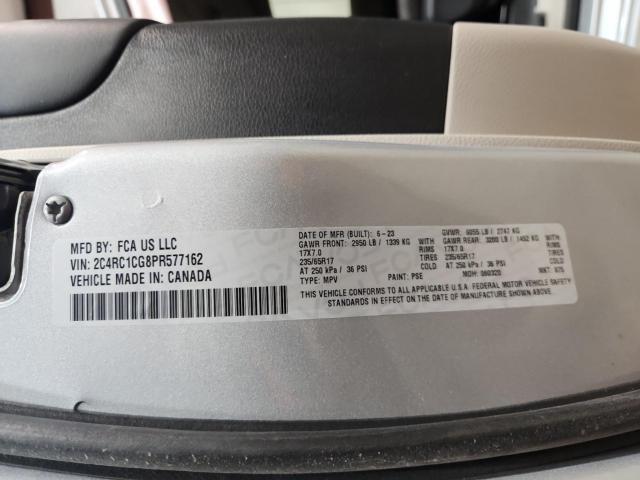 MFD BY: FCA US LLC
VIN: 2C4RC1CG8PR577162
VEHICLE MADE IN: CANADA
DATE OF MFR (BUILT): 6-23 GVWR: 6055 LB / 2747 KG
GAWR FRONT: 2950 LB / 1339 KG WITH GAWR REAR: 3200 LB / 1452 KG WITH
17X7.0 RIMS 17X7.0 RIMS
235/65R17 TIRES 235/65R17 TIRES
AT 250 kPa / 36 PSI COLD AT 250 kPa / 36 PSI COLD
TYPE: MPV PAINT: PSE MDH: 060320 MKT: 875
THIS VEHICLE CONFORMS TO ALL APPLICABLE U.S.A. FEDERAL MOTOR VEHICLE SAFETY
STANDARDS IN EFFECT ON THE DATE OF MANUFACTURE SHOWN ABOVE.